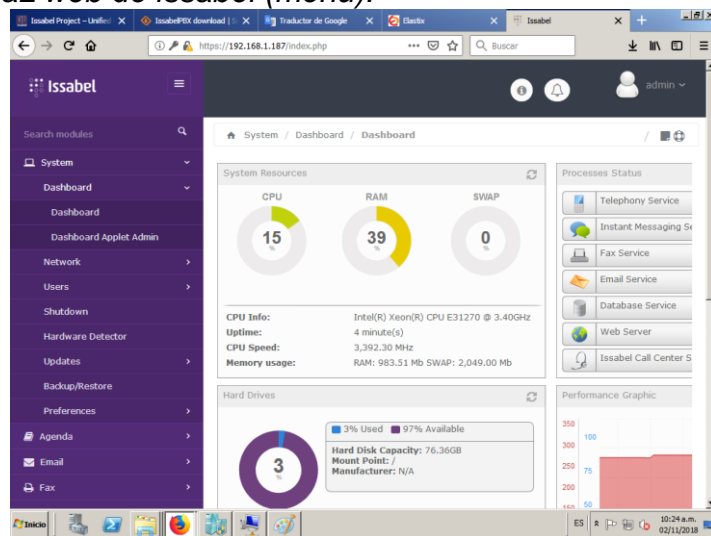 az web de Issabel (menú).
Issabel Project – Unified
IssabelPBX download | S
Traductor de Google
Elastix
Issabel
https://192.168.1.187/index.php
Buscar
Issabel
admin
Search modules
System / Dashboard / Dashboard
System
Dashboard
Dashboard
Dashboard Applet Admin
Network
Users
Shutdown
Hardware Detector
Updates
Backup/Restore
Preferences
Agenda
Email
Fax
System Resources
CPU
RAM
SWAP
15
%
39
%
0
%
CPU Info: Intel(R) Xeon(R) CPU E31270 @ 3.40GHz
Uptime: 4 minute(s)
CPU Speed: 3,392.30 MHz
Memory usage: RAM: 983.51 Mb SWAP: 2,049.00 Mb
Processes Status
Telephony Service
Instant Messaging Se
Fax Service
Email Service
Database Service
Web Server
Issabel Call Center S
Hard Drives
3
%
3% Used 97% Available
Hard Disk Capacity: 76.36GB
Mount Point: /
Manufacturer: N/A
Performance Graphic
350
100
300
250
75
200
150
50
Inicio
ES
10:24 a.m.
02/11/2018